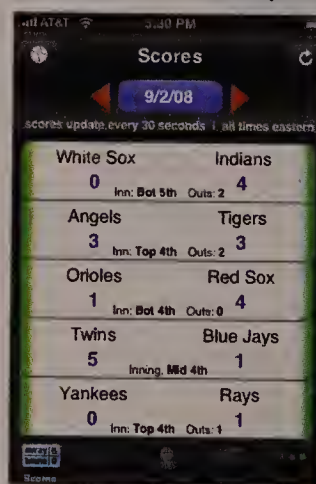 AT&T 5:30 PM
Scores
9/2/08
scores update every 30 seconds | all times eastern
White Sox Indians
0 Inn: Bot 5th Outs: 2 4
Angels Tigers
3 Inn: Top 4th Outs: 2 3
Orioles Red Sox
1 Inn: Bot 4th Outs: 0 4
Twins Blue Jays
5 Inning, Mid 4th 1
Yankees Rays
0 Inn: Top 4th Outs: 1 1
Scores